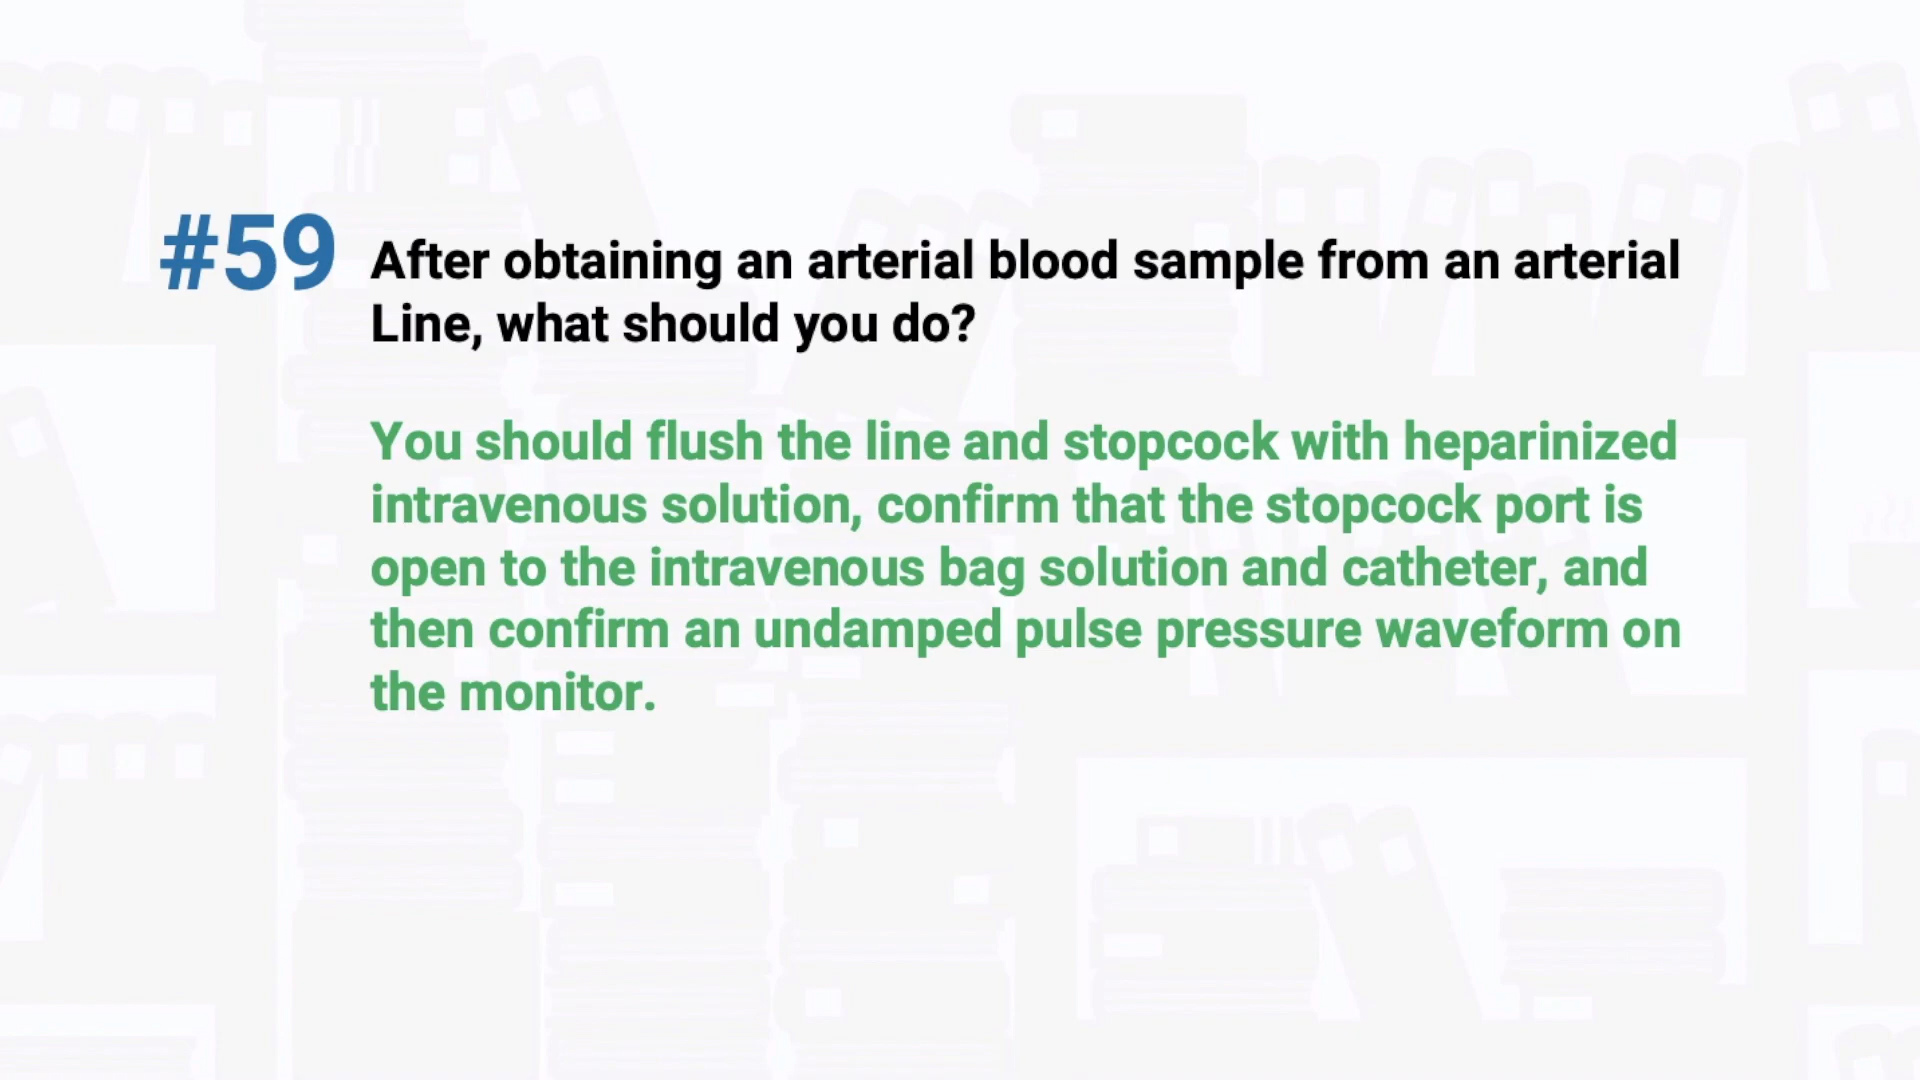 #59 After obtaining an arterial blood sample from an arterial
Line, what should you do?
You should flush the line and stopcock with heparinized
intravenous solution, confirm that the stopcock port is
open to the intravenous bag solution and catheter, and
then confirm an undamped pulse pressure waveform on
the monitor.